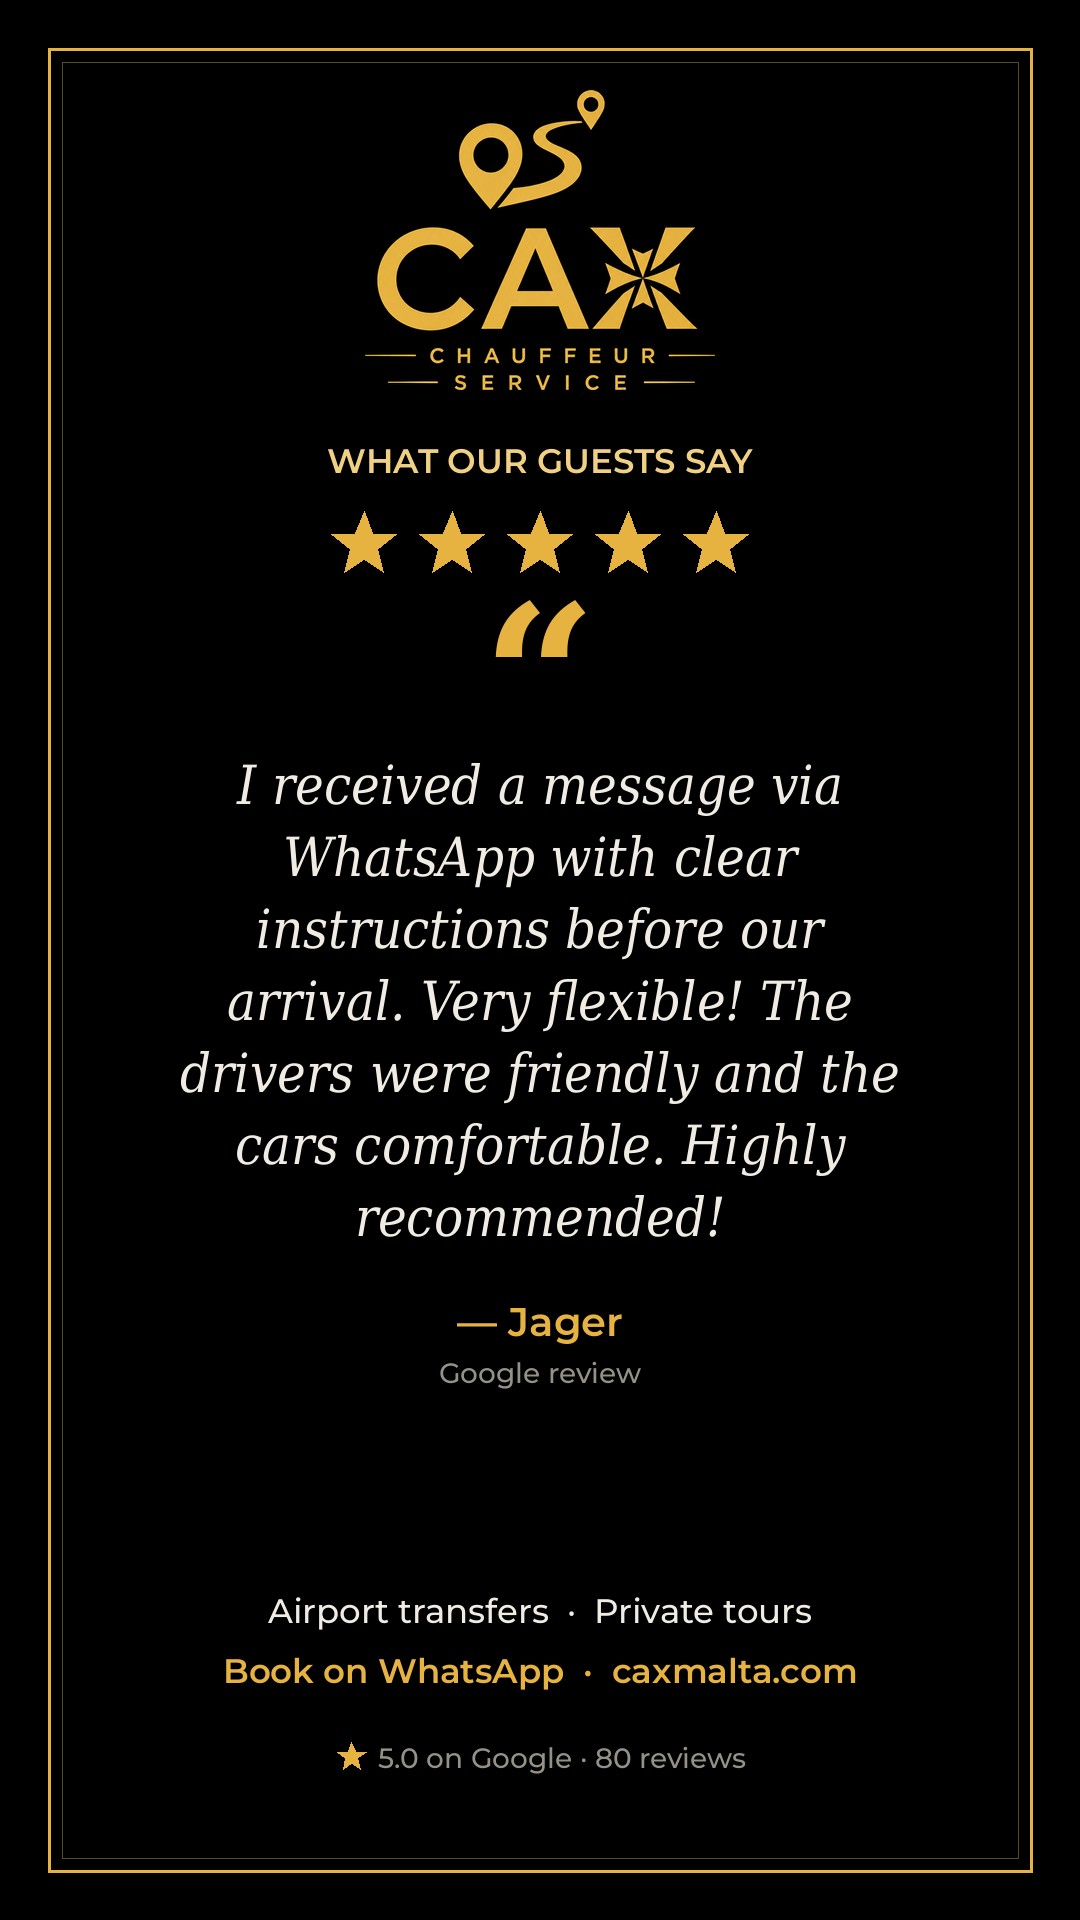 CAX
CHAUFFEUR
SERVICE
WHAT OUR GUESTS SAY
“
I received a message via
WhatsApp with clear
instructions before our
arrival. Very flexible! The
drivers were friendly and the
cars comfortable. Highly
recommended!
— Jager
Google review
Airport transfers · Private tours
Book on WhatsApp · caxmalta.com
5.0 on Google · 80 reviews